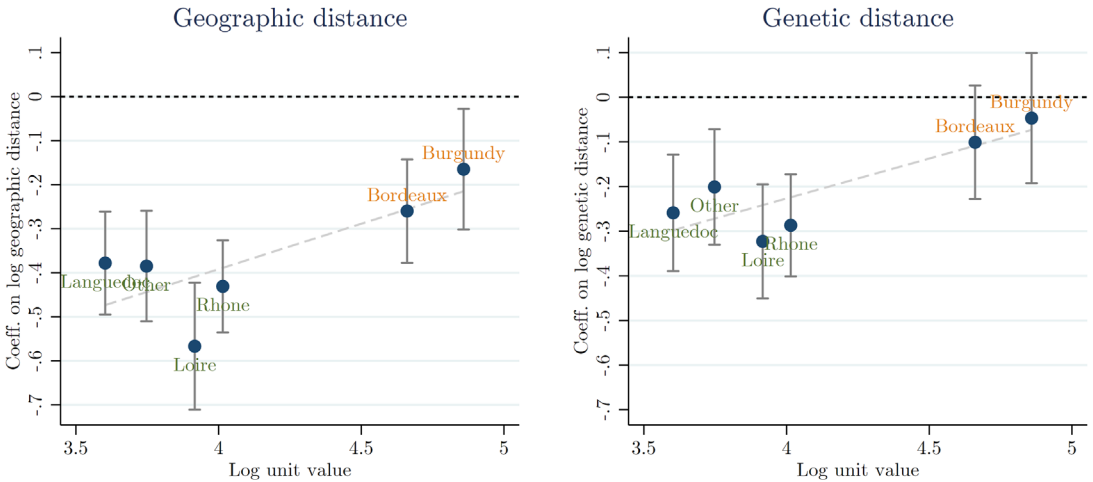 Geographic distance
Coeff. on log geographic distance
.1
0
-.1
-.2
-.3
-.4
-.5
-.6
-.7
Burgundy
Bordeaux
Languedoc
Other
Rhone
Loire
3.5 4 4.5 5
Log unit value
Genetic distance
Coeff. on log genetic distance
.1
0
-.1
-.2
-.3
-.4
-.5
-.6
-.7
Burgundy
Bordeaux
Other
Languedoc
Rhone
Loire
3.5 4 4.5 5
Log unit value